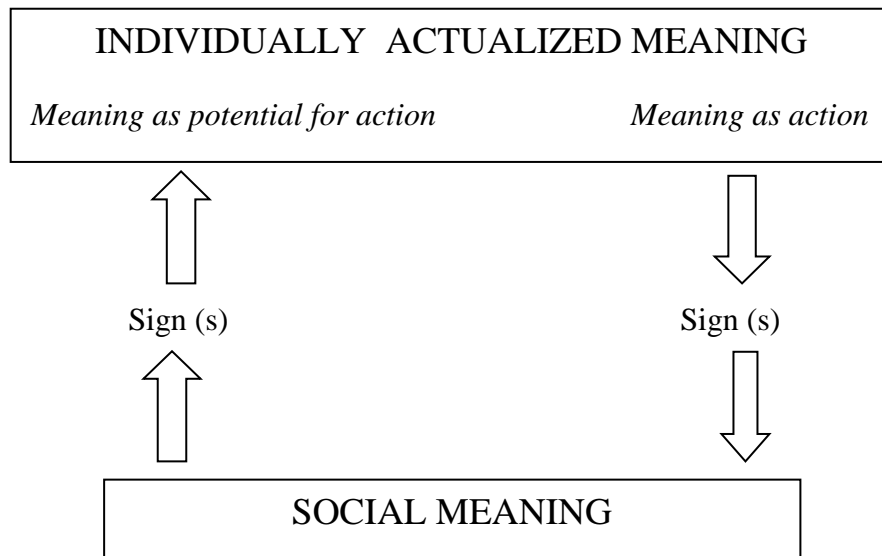 INDIVIDUALLY ACTUALIZED MEANING
Meaning as potential for action Meaning as action
Sign (s) Sign (s)
SOCIAL MEANING